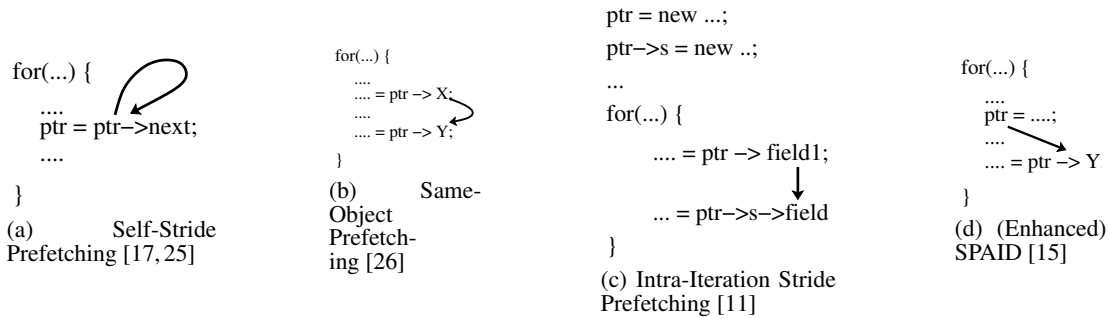 for(...) {
....
ptr = ptr−>next;
....
}
(a) Self-Stride
Prefetching [17, 25]
for(...) {
....
.... = ptr −> X;
....
.... = ptr −> Y;
}
(b) Same-
Object
Prefetch-
ing [26]
ptr = new ...;
ptr−>s = new ..;
...
for(...) {
.... = ptr −> field1;
... = ptr−>s−>field
}
(c) Intra-Iteration Stride
Prefetching [11]
for(...) {
....
ptr = ....;
....
.... = ptr −> Y
}
(d) (Enhanced)
SPAID [15]